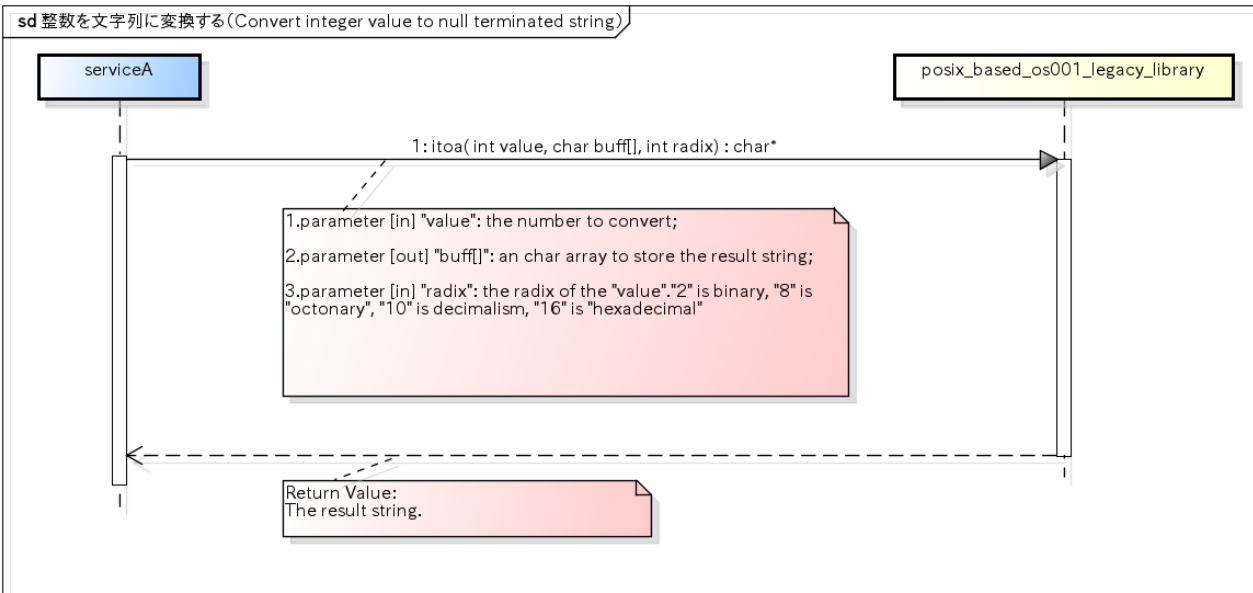 sd 整数を文字列に変換する(Convert integer value to null terminated string)
serviceA
posix_based_os001_legacy_library
1: itoa( int value, char buff[], int radix) : char*
1.parameter [in] "value": the number to convert;
2.parameter [out] "buff[]": an char array to store the result string;
3.parameter [in] "radix": the radix of the "value"."2" is binary, "8" is
"octonary", "10" is decimalism, "16" is "hexadecimal"
Return Value:
The result string.